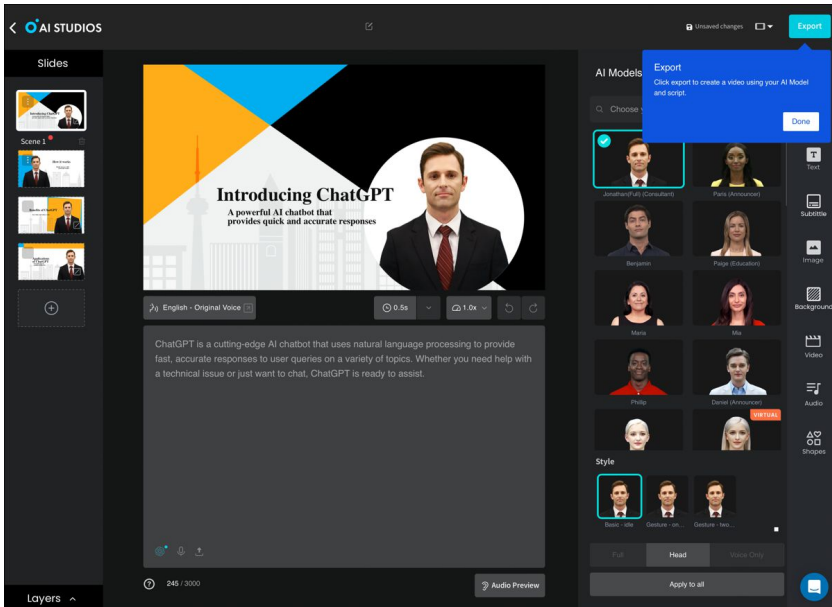 AI STUDIOS
Unsaved changes
Export
Slides
Scene 1
Introducing ChatGPT
A powerful AI chatbot that
provides quick and accurate responses
English - Original Voice
0.5s
1.0x
ChatGPT is a cutting-edge AI chatbot that uses natural language processing to provide
fast, accurate responses to user queries on a variety of topics. Whether you need help with
a technical issue or just want to chat, ChatGPT is ready to assist.
245 / 3000
Audio Preview
Layers
AI Models
Export
Click export to create a video using your AI Model
and script.
Done
Choose
Jonathan(Full) (Consultant)
Paris (Announcer)
Benjamin
Paige (Education)
Maria
Mia
Phillip
Daniel (Announcer)
VIRTUAL
Style
Basic - idle
Gesture - on...
Gesture - two...
Full
Head
Voice Only
Apply to all
Text
Subtitle
Image
Background
Video
Audio
Shapes